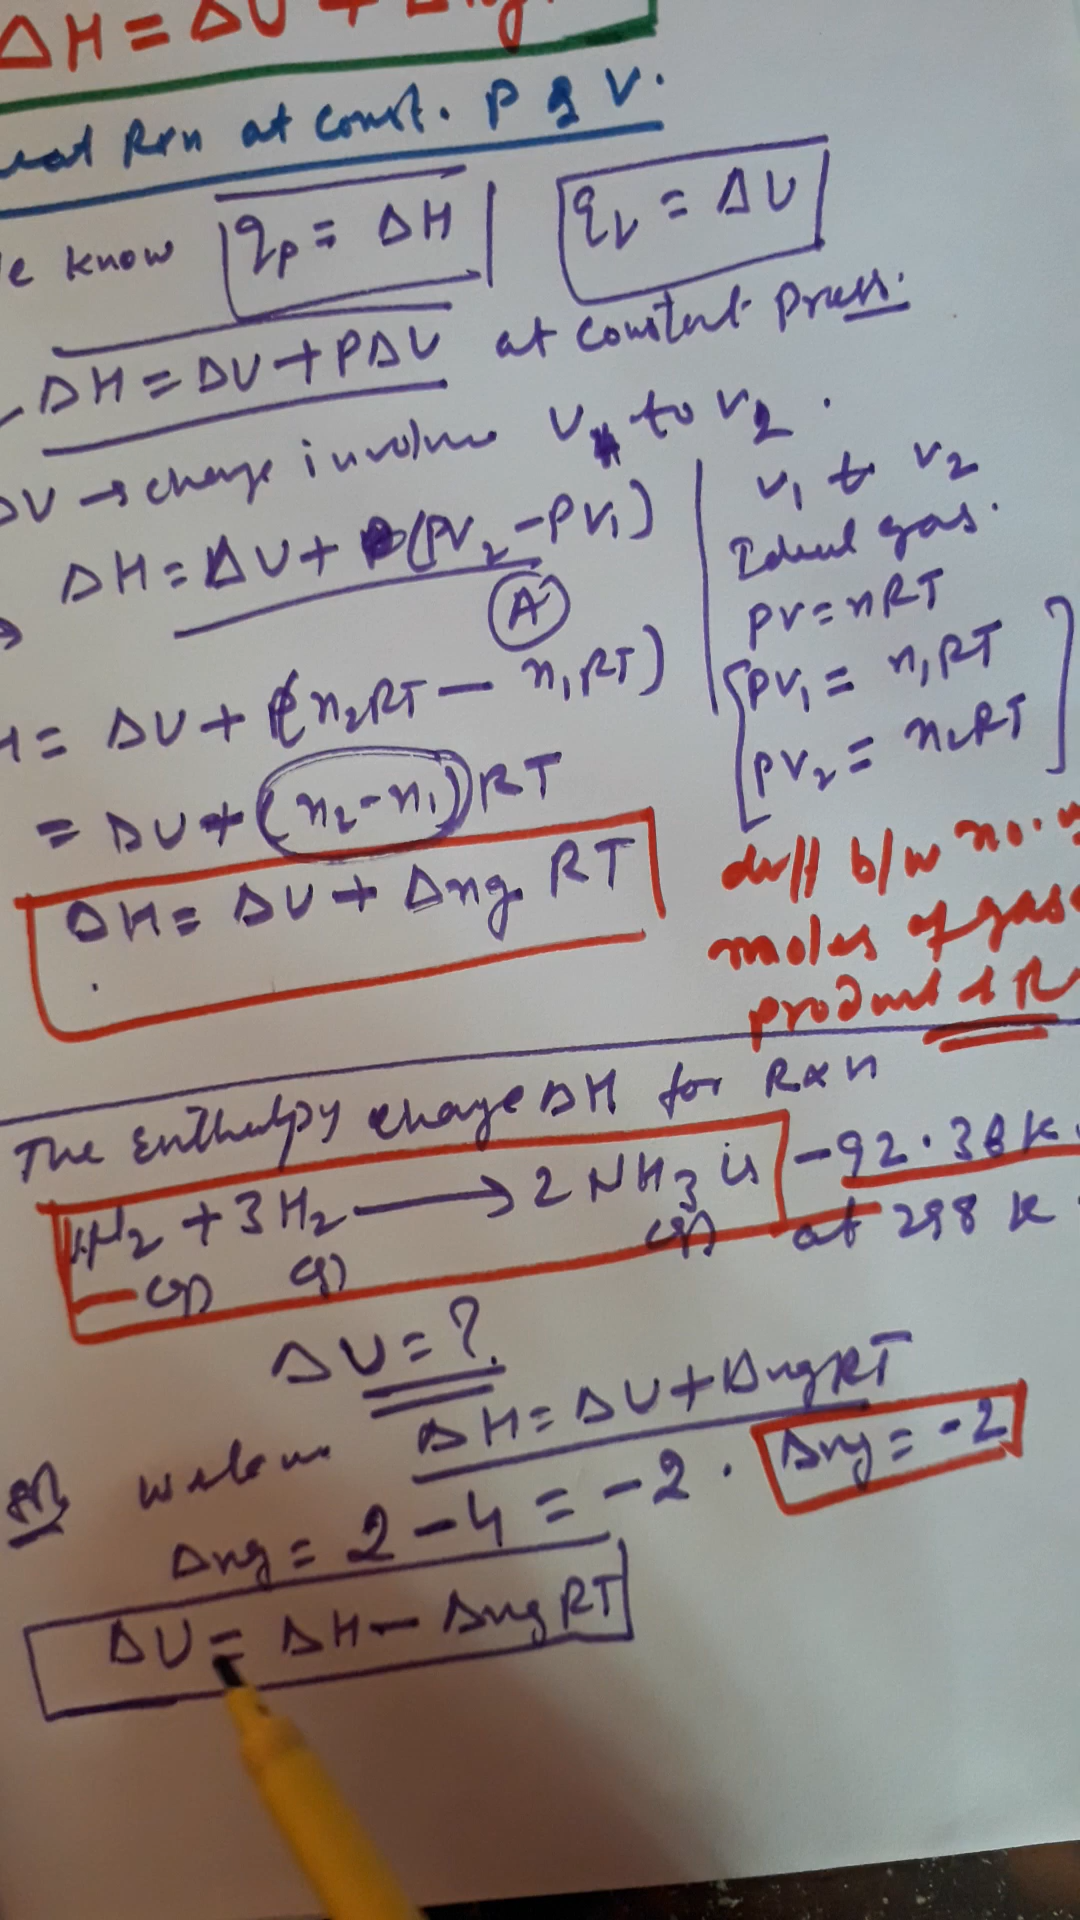 ΔH = ΔU + Δng
Rxn at const. P & V.
know qp = ΔH qv = ΔU
ΔH = ΔU + PΔV at constant press.
ΔV → change involve V1 to V2.
ΔH = ΔU + (PV2 - PV1)
A
V1 to V2
Ideal gas.
PV = nRT
PV1 = n1RT
PV2 = n2RT
H = ΔU + (n2RT - n1RT)
= ΔU + (n2-n1) RT
ΔH = ΔU + Δng RT
diff b/w no. of
moles of gas
product & R
The Enthalpy change ΔH for Rxn
N2 + 3H2 → 2NH3 is -92.38 K
(g) (g) (g) at 298 K
ΔU = ?
ΔH = ΔU + ΔngRT
Δng = 2 - 4 = -2. Δng = -2
ΔU = ΔH - Δng RT